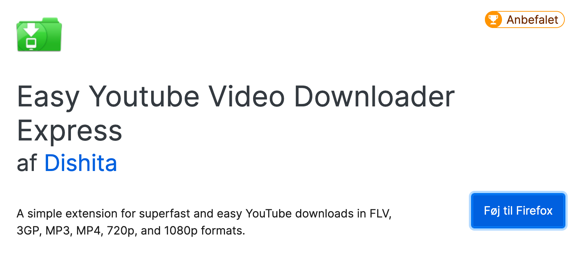 Anbefalet
Easy Youtube Video Downloader
Express
af Dishita
A simple extension for superfast and easy YouTube downloads in FLV,
3GP, MP3, MP4, 720p, and 1080p formats.
Føj til Firefox